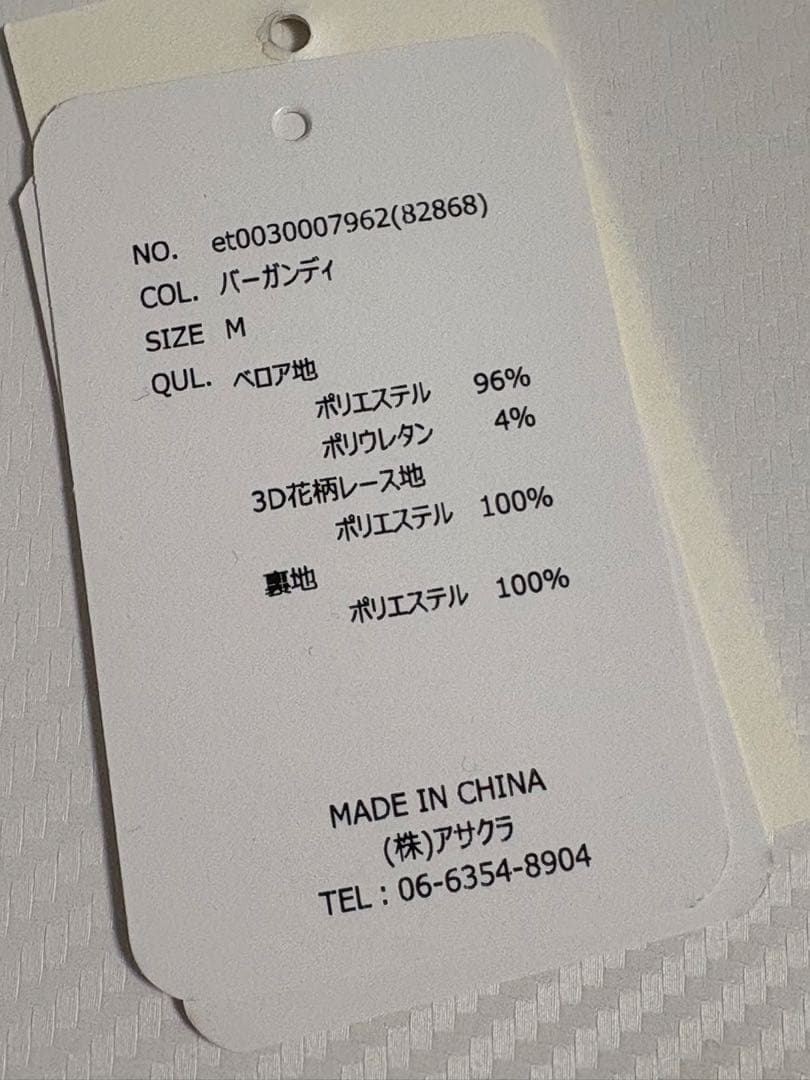 NO. et0030007962(82868)
COL. バーガンディ
SIZE M
QUL. ベロア地
ポリエステル 96%
ポリウレタン 4%
3D花柄レース地
ポリエステル 100%
裏地
ポリエステル 100%
MADE IN CHINA
(株)アサクラ
TEL : 06-6354-8904